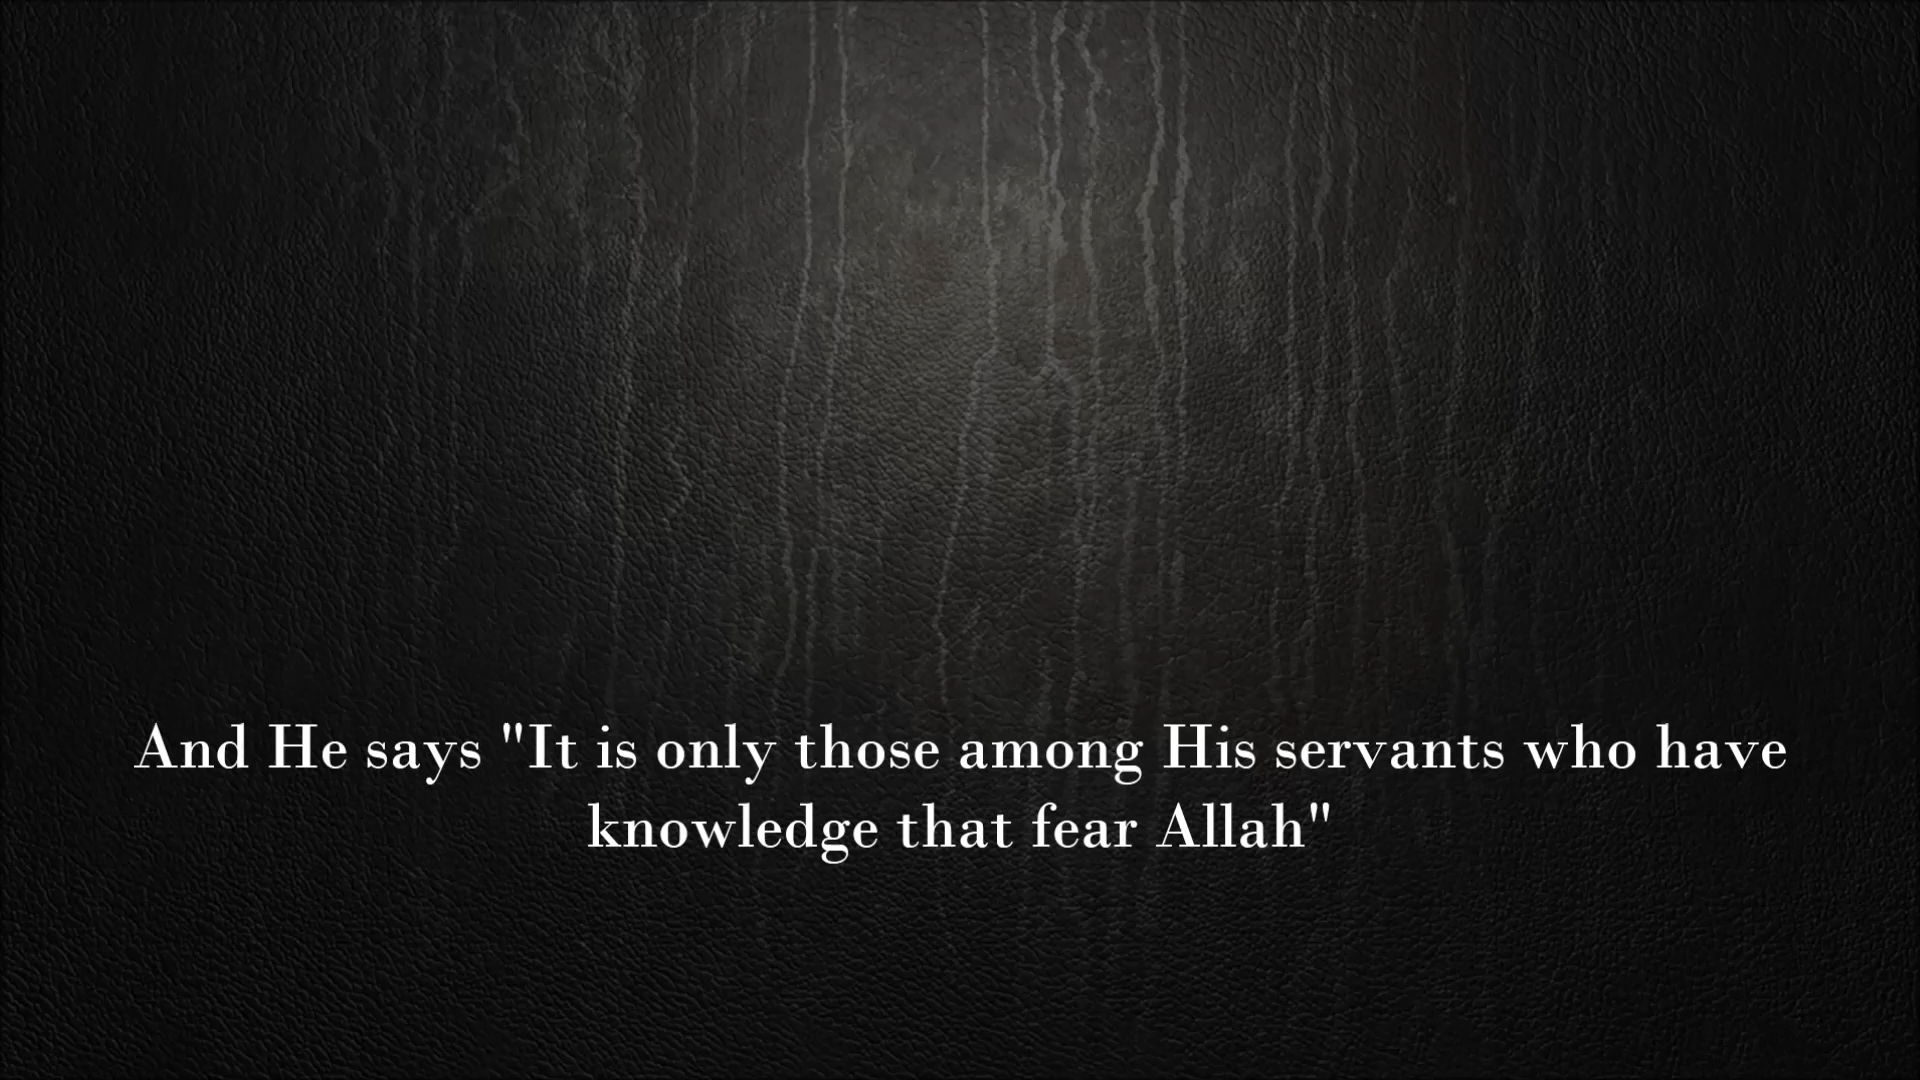 And He says "It is only those among His servants who have
knowledge that fear Allah"